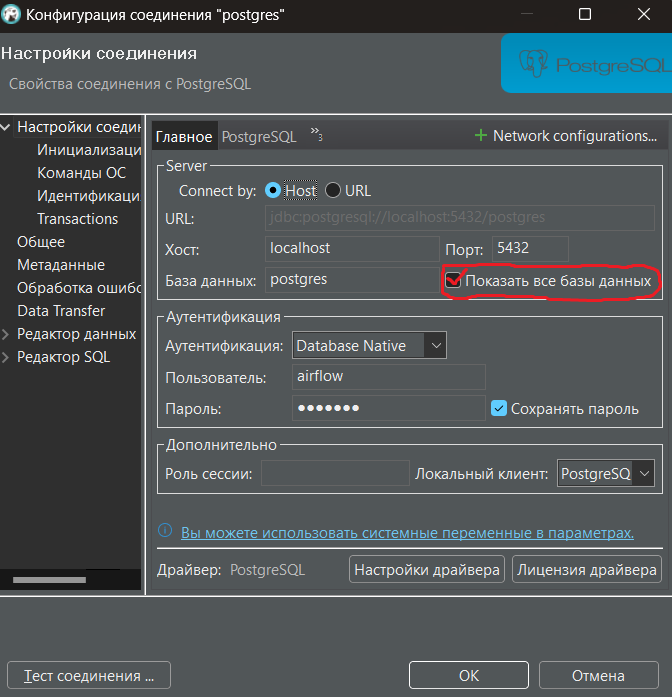 Конфигурация соединения "postgres"
Настройки соединения
Свойства соединения с PostgreSQL
PostgreSQL
Настройки соедин
Инициализаци
Команды ОС
Идентификаци
Transactions
Общее
Метаданные
Обработка ошибо
Data Transfer
Редактор данных
Редактор SQL
Главное PostgreSQL »3 + Network configurations...
Server
Connect by: Host URL
URL: jdbc:postgresql://localhost:5432/postgres
Хост: localhost Порт: 5432
База данных: postgres Показать все базы данных
Аутентификация
Аутентификация: Database Native
Пользователь: airflow
Пароль: ••••••• Сохранять пароль
Дополнительно
Роль сессии: Локальный клиент: PostgreSQ
Вы можете использовать системные переменные в параметрах.
Драйвер: PostgreSQL Настройки драйвера Лицензия драйвера
Тест соединения ... ОК Отмена